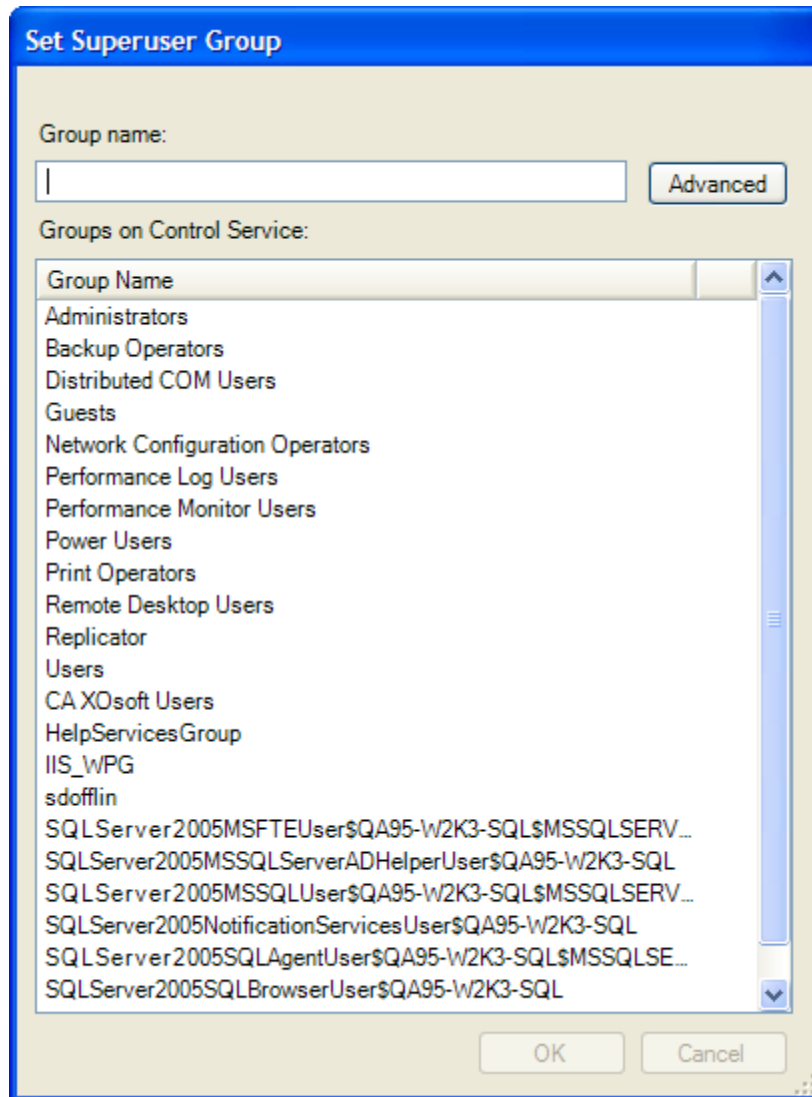 Set Superuser Group
Group name:
Advanced
Groups on Control Service:
Group Name
Administrators
Backup Operators
Distributed COM Users
Guests
Network Configuration Operators
Performance Log Users
Performance Monitor Users
Power Users
Print Operators
Remote Desktop Users
Replicator
Users
CA XOsoft Users
HelpServicesGroup
IIS_WPG
sdofflin
SQLServer2005MSFTEUser$QA95-W2K3-SQL$MSSQLSERV...
SQLServer2005MSSQLServerADHelperUser$QA95-W2K3-SQL
SQLServer2005MSSQLUser$QA95-W2K3-SQL$MSSQLSERV...
SQLServer2005NotificationServicesUser$QA95-W2K3-SQL
SQLServer2005SQLAgentUser$QA95-W2K3-SQL$MSSQLSE...
SQLServer2005SQLBrowserUser$QA95-W2K3-SQL
OK Cancel